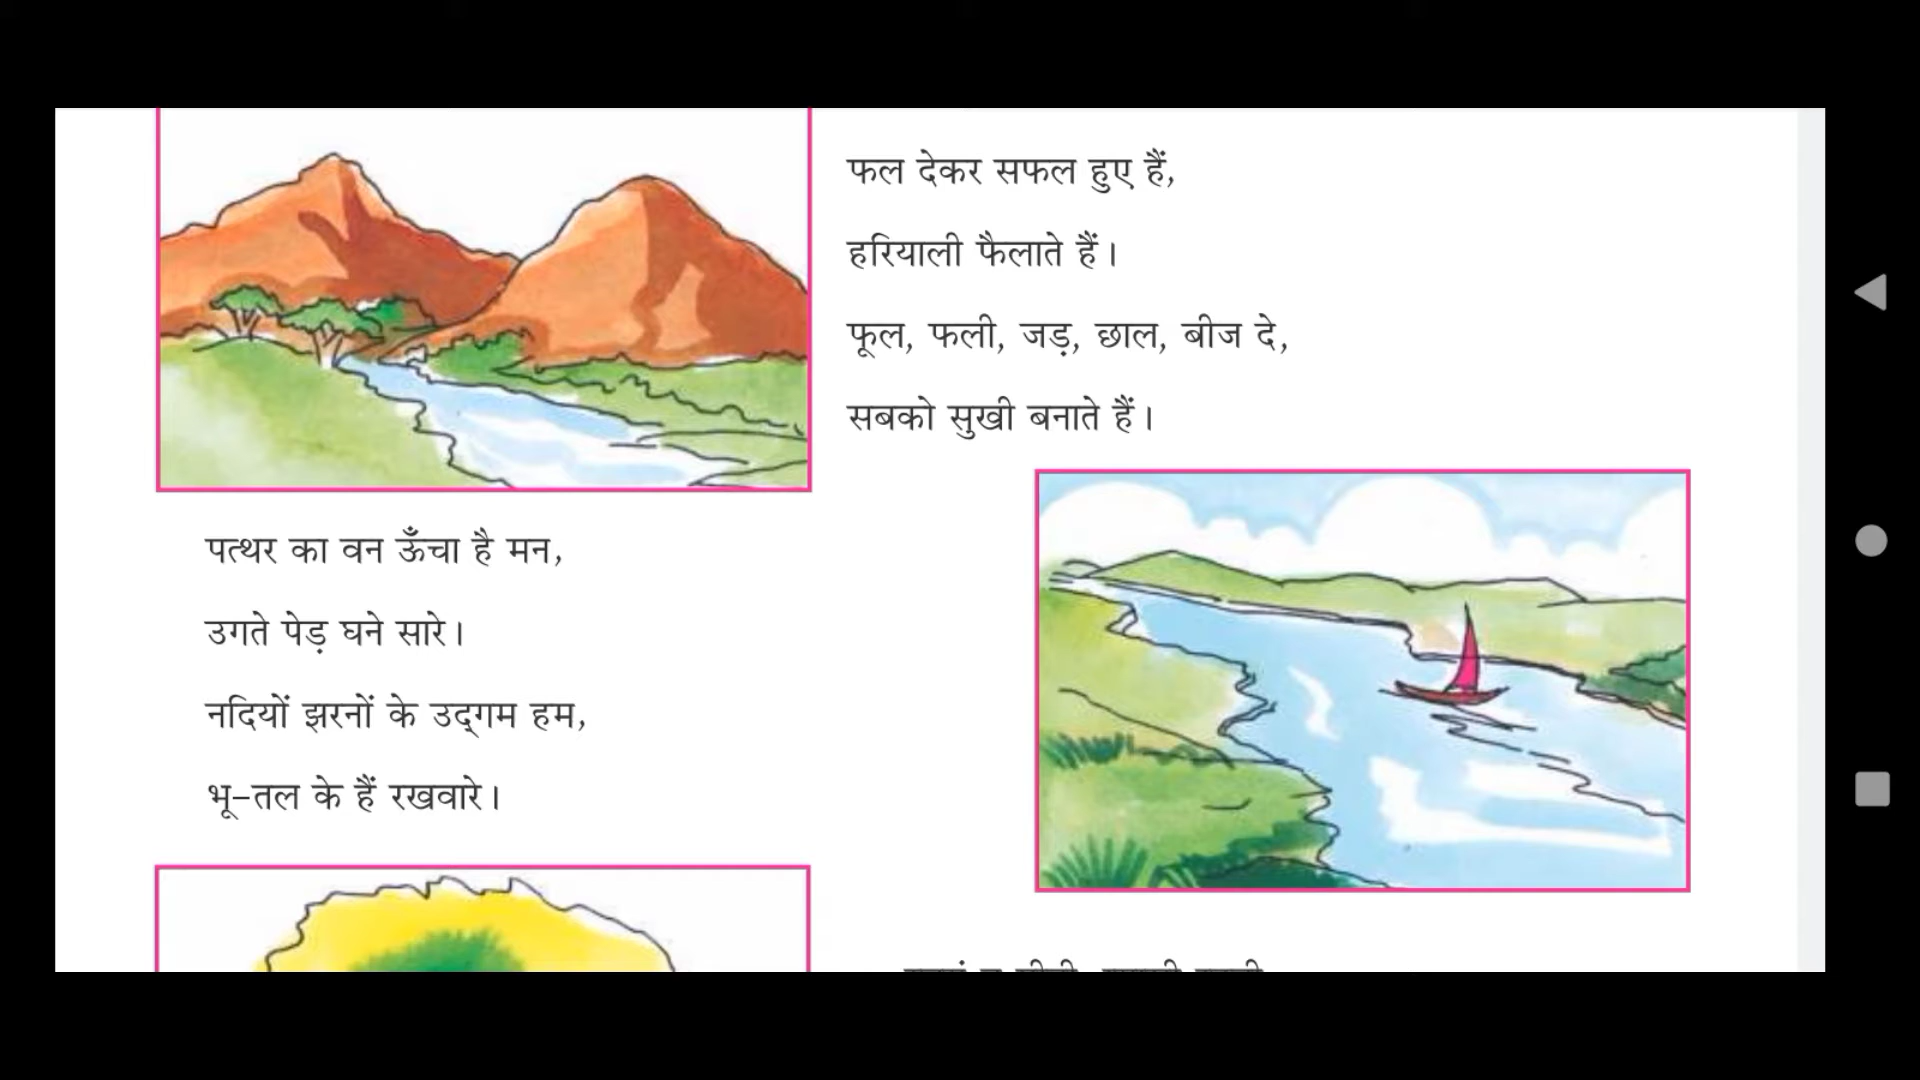 फल देकर सफल हुए हैं,
हरियाली फैलाते हैं।
फूल, फली, जड़, छाल, बीज दे,
सबको सुखी बनाते हैं।
पत्थर का वन ऊँचा है मन,
उगते पेड़ घने सारे।
नदियों झरनों के उद्‌गम हम,
भू-तल के हैं रखवारे।